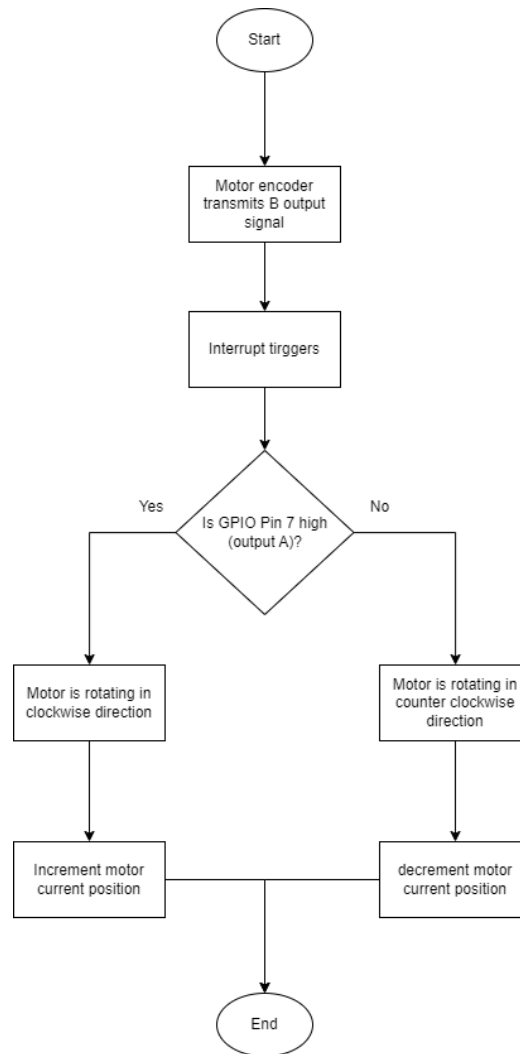 Start
Motor encoder
transmits B output
signal
Interrupt tirggers
Yes
No
Is GPIO Pin 7 high
(output A)?
Motor is rotating in
clockwise direction
Motor is rotating in
counter clockwise
direction
Increment motor
current position
decrement motor
current position
End